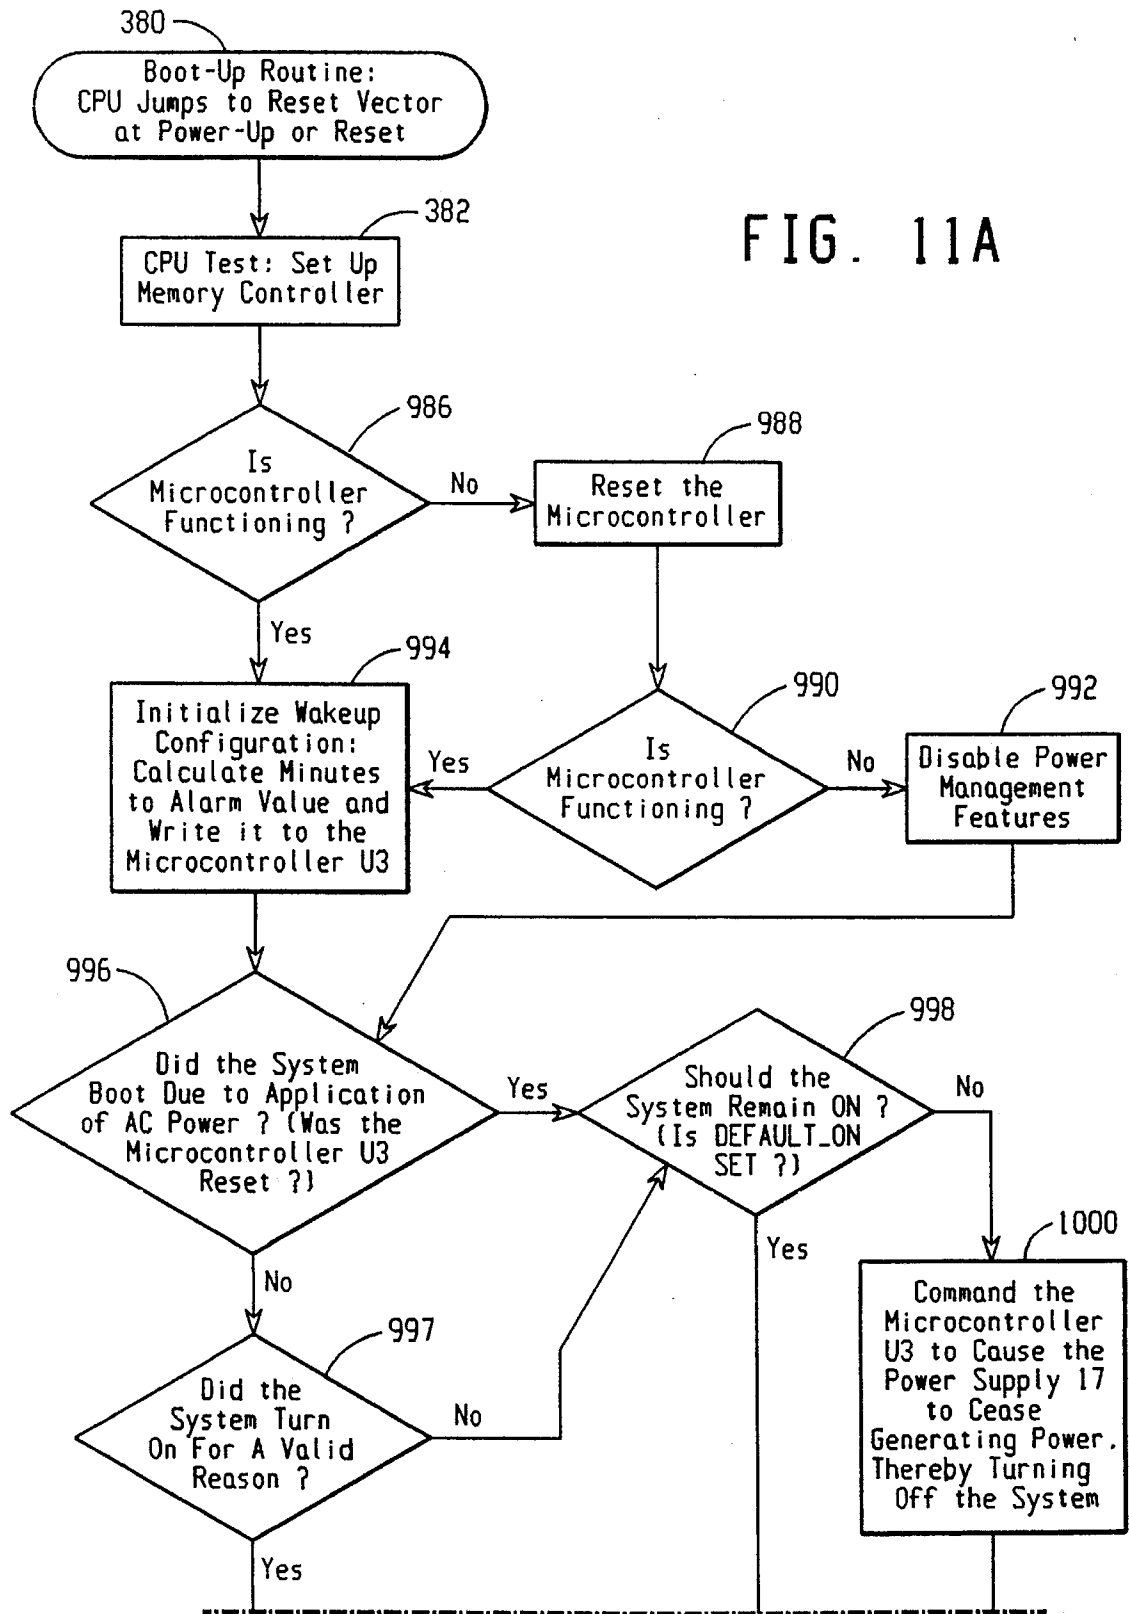 380
Boot-Up Routine:
CPU Jumps to Reset Vector
at Power-Up or Reset
382
FIG. 11A
CPU Test: Set Up
Memory Controller
986
Is
Microcontroller
Functioning ?
No
988
Reset the
Microcontroller
Yes
994
Initialize Wakeup
Configuration:
Calculate Minutes
to Alarm Value and
Write it to the
Microcontroller U3
990
Is
Microcontroller
Functioning ?
Yes
No
992
Disable Power
Management
Features
996
Did the System
Boot Due to Application
of AC Power ? (Was the
Microcontroller U3
Reset ?)
Yes
998
Should the
System Remain ON ?
(Is DEFAULT_ON
SET ?)
No
Yes
1000
Command the
Microcontroller
U3 to Cause the
Power Supply 17
to Cease
Generating Power.
Thereby Turning
Off the System
No
997
Did the
System Turn
On For A Valid
Reason ?
No
Yes